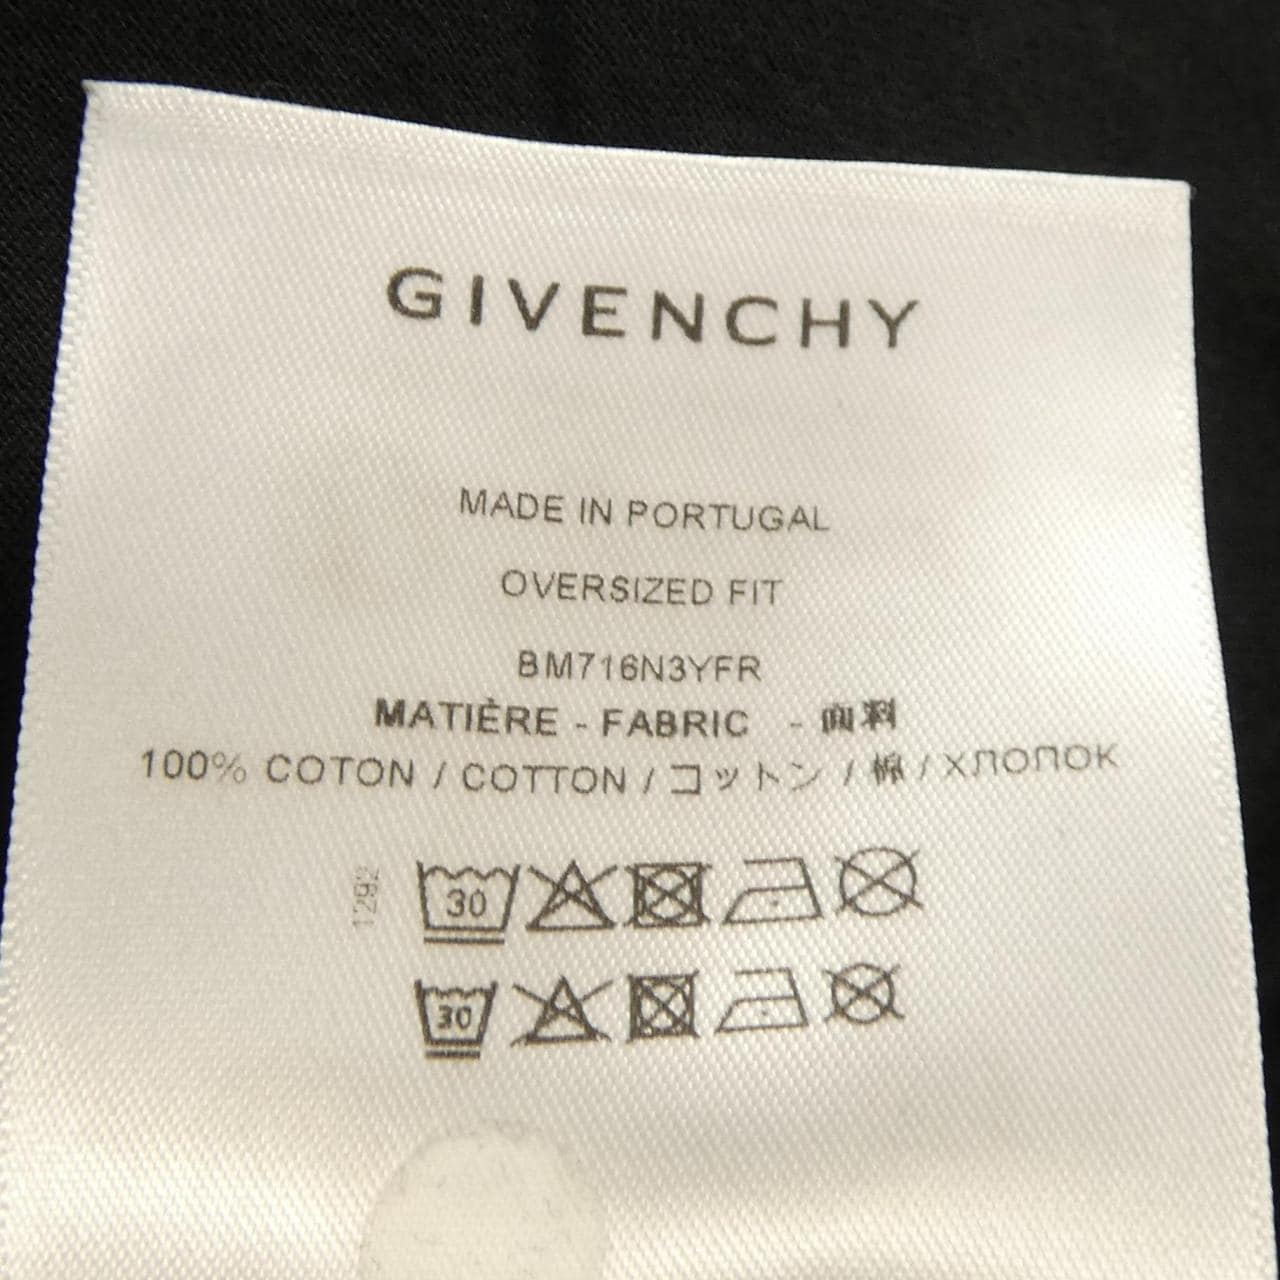 GIVENCHY
MADE IN PORTUGAL
OVERSIZED FIT
BM716N3YFR
MATIÈRE - FABRIC - 面料
100% COTON / COTTON / コットン / 棉 / ХЛОПОК
1292
30
30